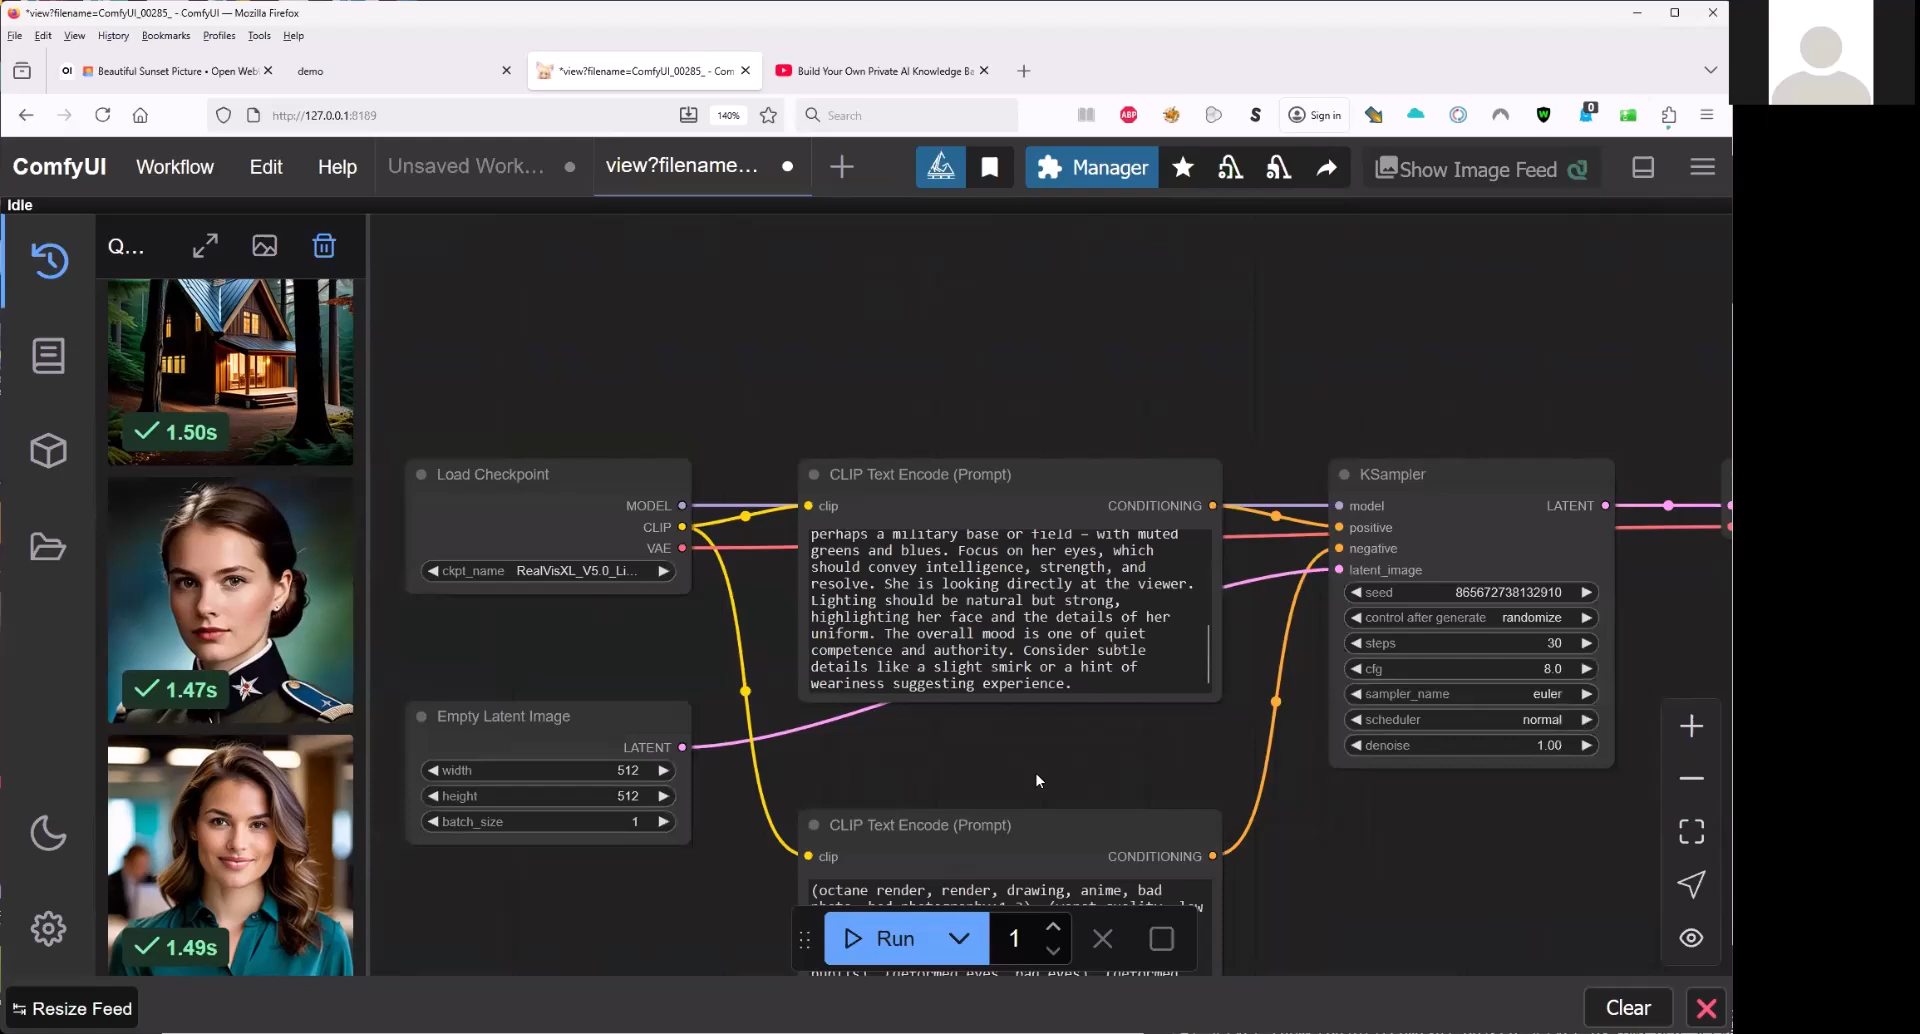 *view?filename=ComfyUI_00285_ - ComfyUI — Mozilla Firefox
File Edit View History Bookmarks Profiles Tools Help
OI Beautiful Sunset Picture • Open Web
demo
*view?filename=ComfyUI_00285_ - Com
Build Your Own Private AI Knowledge Ba
http://127.0.0.1:8189
140%
Search
ABP
S
Sign in
W
0
ComfyUI
Workflow
Edit
Help
Unsaved Work...
view?filename...
Manager
Show Image Feed
Idle
Q...
1.50s
1.47s
1.49s
Load Checkpoint
MODEL
CLIP
VAE
ckpt_name RealVisXL_V5.0_Li...
Empty Latent Image
LATENT
width 512
height 512
batch_size 1
CLIP Text Encode (Prompt)
clip CONDITIONING
perhaps a military base or field – with muted
greens and blues. Focus on her eyes, which
should convey intelligence, strength, and
resolve. She is looking directly at the viewer.
Lighting should be natural but strong,
highlighting her face and the details of her
uniform. The overall mood is one of quiet
competence and authority. Consider subtle
details like a slight smirk or a hint of
weariness suggesting experience.
CLIP Text Encode (Prompt)
clip CONDITIONING
(octane render, render, drawing, anime, bad
KSampler
model LATENT
positive
negative
latent_image
seed 865672738132910
control after generate randomize
steps 30
cfg 8.0
sampler_name euler
scheduler normal
denoise 1.00
Run
1
Resize Feed
Clear